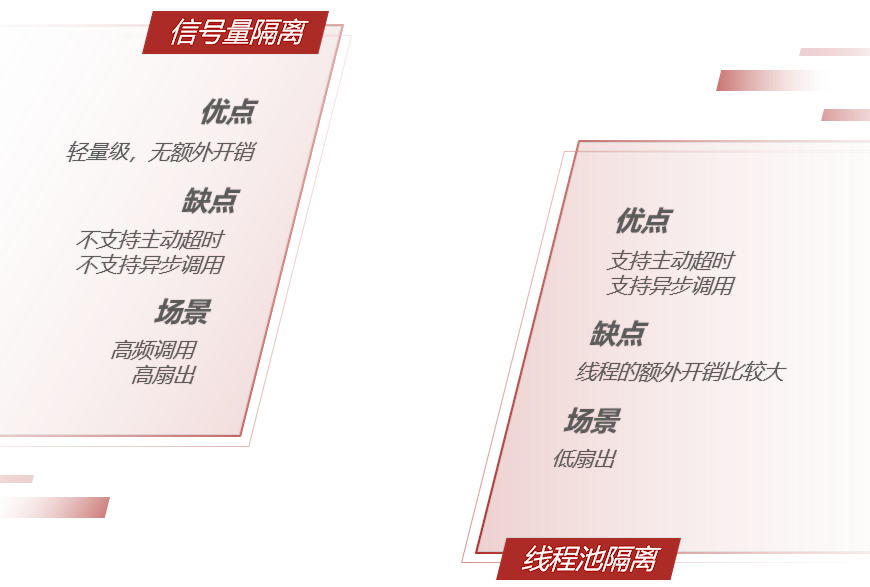 信号量隔离
优点
轻量级，无额外开销
缺点
不支持主动超时
不支持异步调用
场景
高频调用
高扇出
优点
支持主动超时
支持异步调用
缺点
线程的额外开销比较大
场景
低扇出
线程池隔离